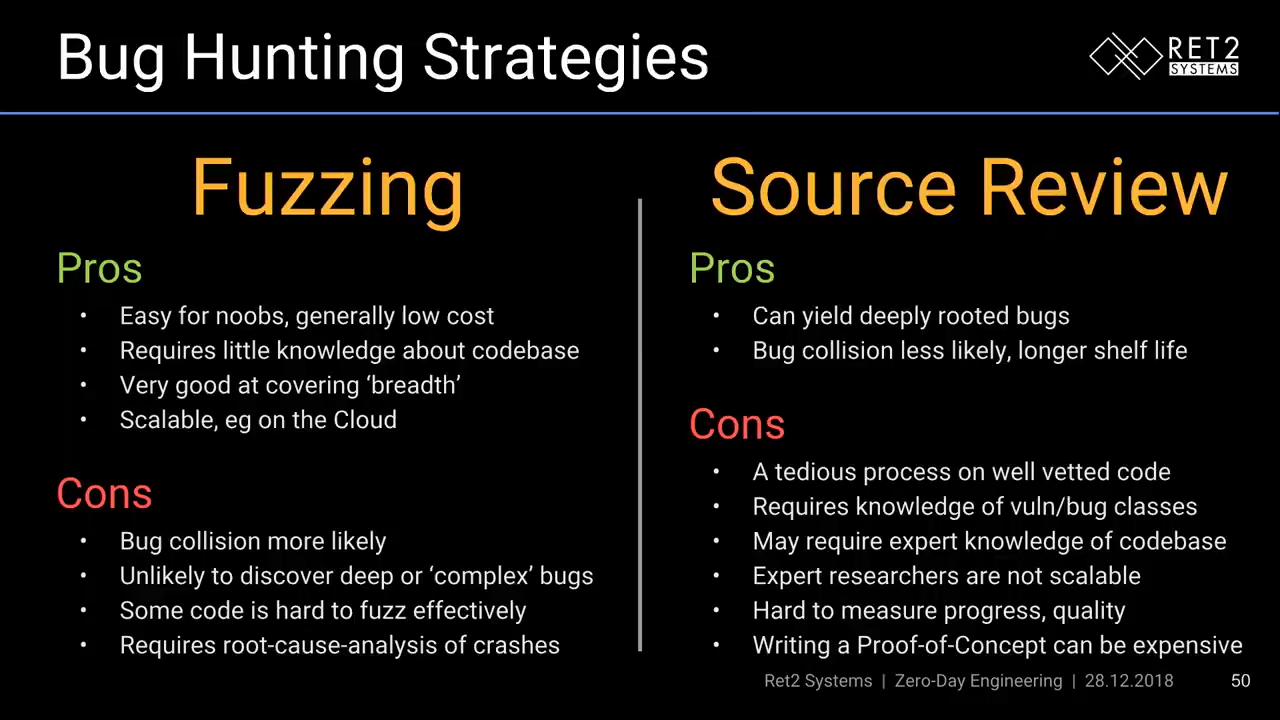 Bug Hunting Strategies
RET2
SYSTEMS
Fuzzing
Pros
• Easy for noobs, generally low cost
• Requires little knowledge about codebase
• Very good at covering ‘breadth’
• Scalable, eg on the Cloud
Cons
• Bug collision more likely
• Unlikely to discover deep or ‘complex’ bugs
• Some code is hard to fuzz effectively
• Requires root-cause-analysis of crashes
Source Review
Pros
• Can yield deeply rooted bugs
• Bug collision less likely, longer shelf life
Cons
• A tedious process on well vetted code
• Requires knowledge of vuln/bug classes
• May require expert knowledge of codebase
• Expert researchers are not scalable
• Hard to measure progress, quality
• Writing a Proof-of-Concept can be expensive
Ret2 Systems | Zero-Day Engineering | 28.12.2018 50